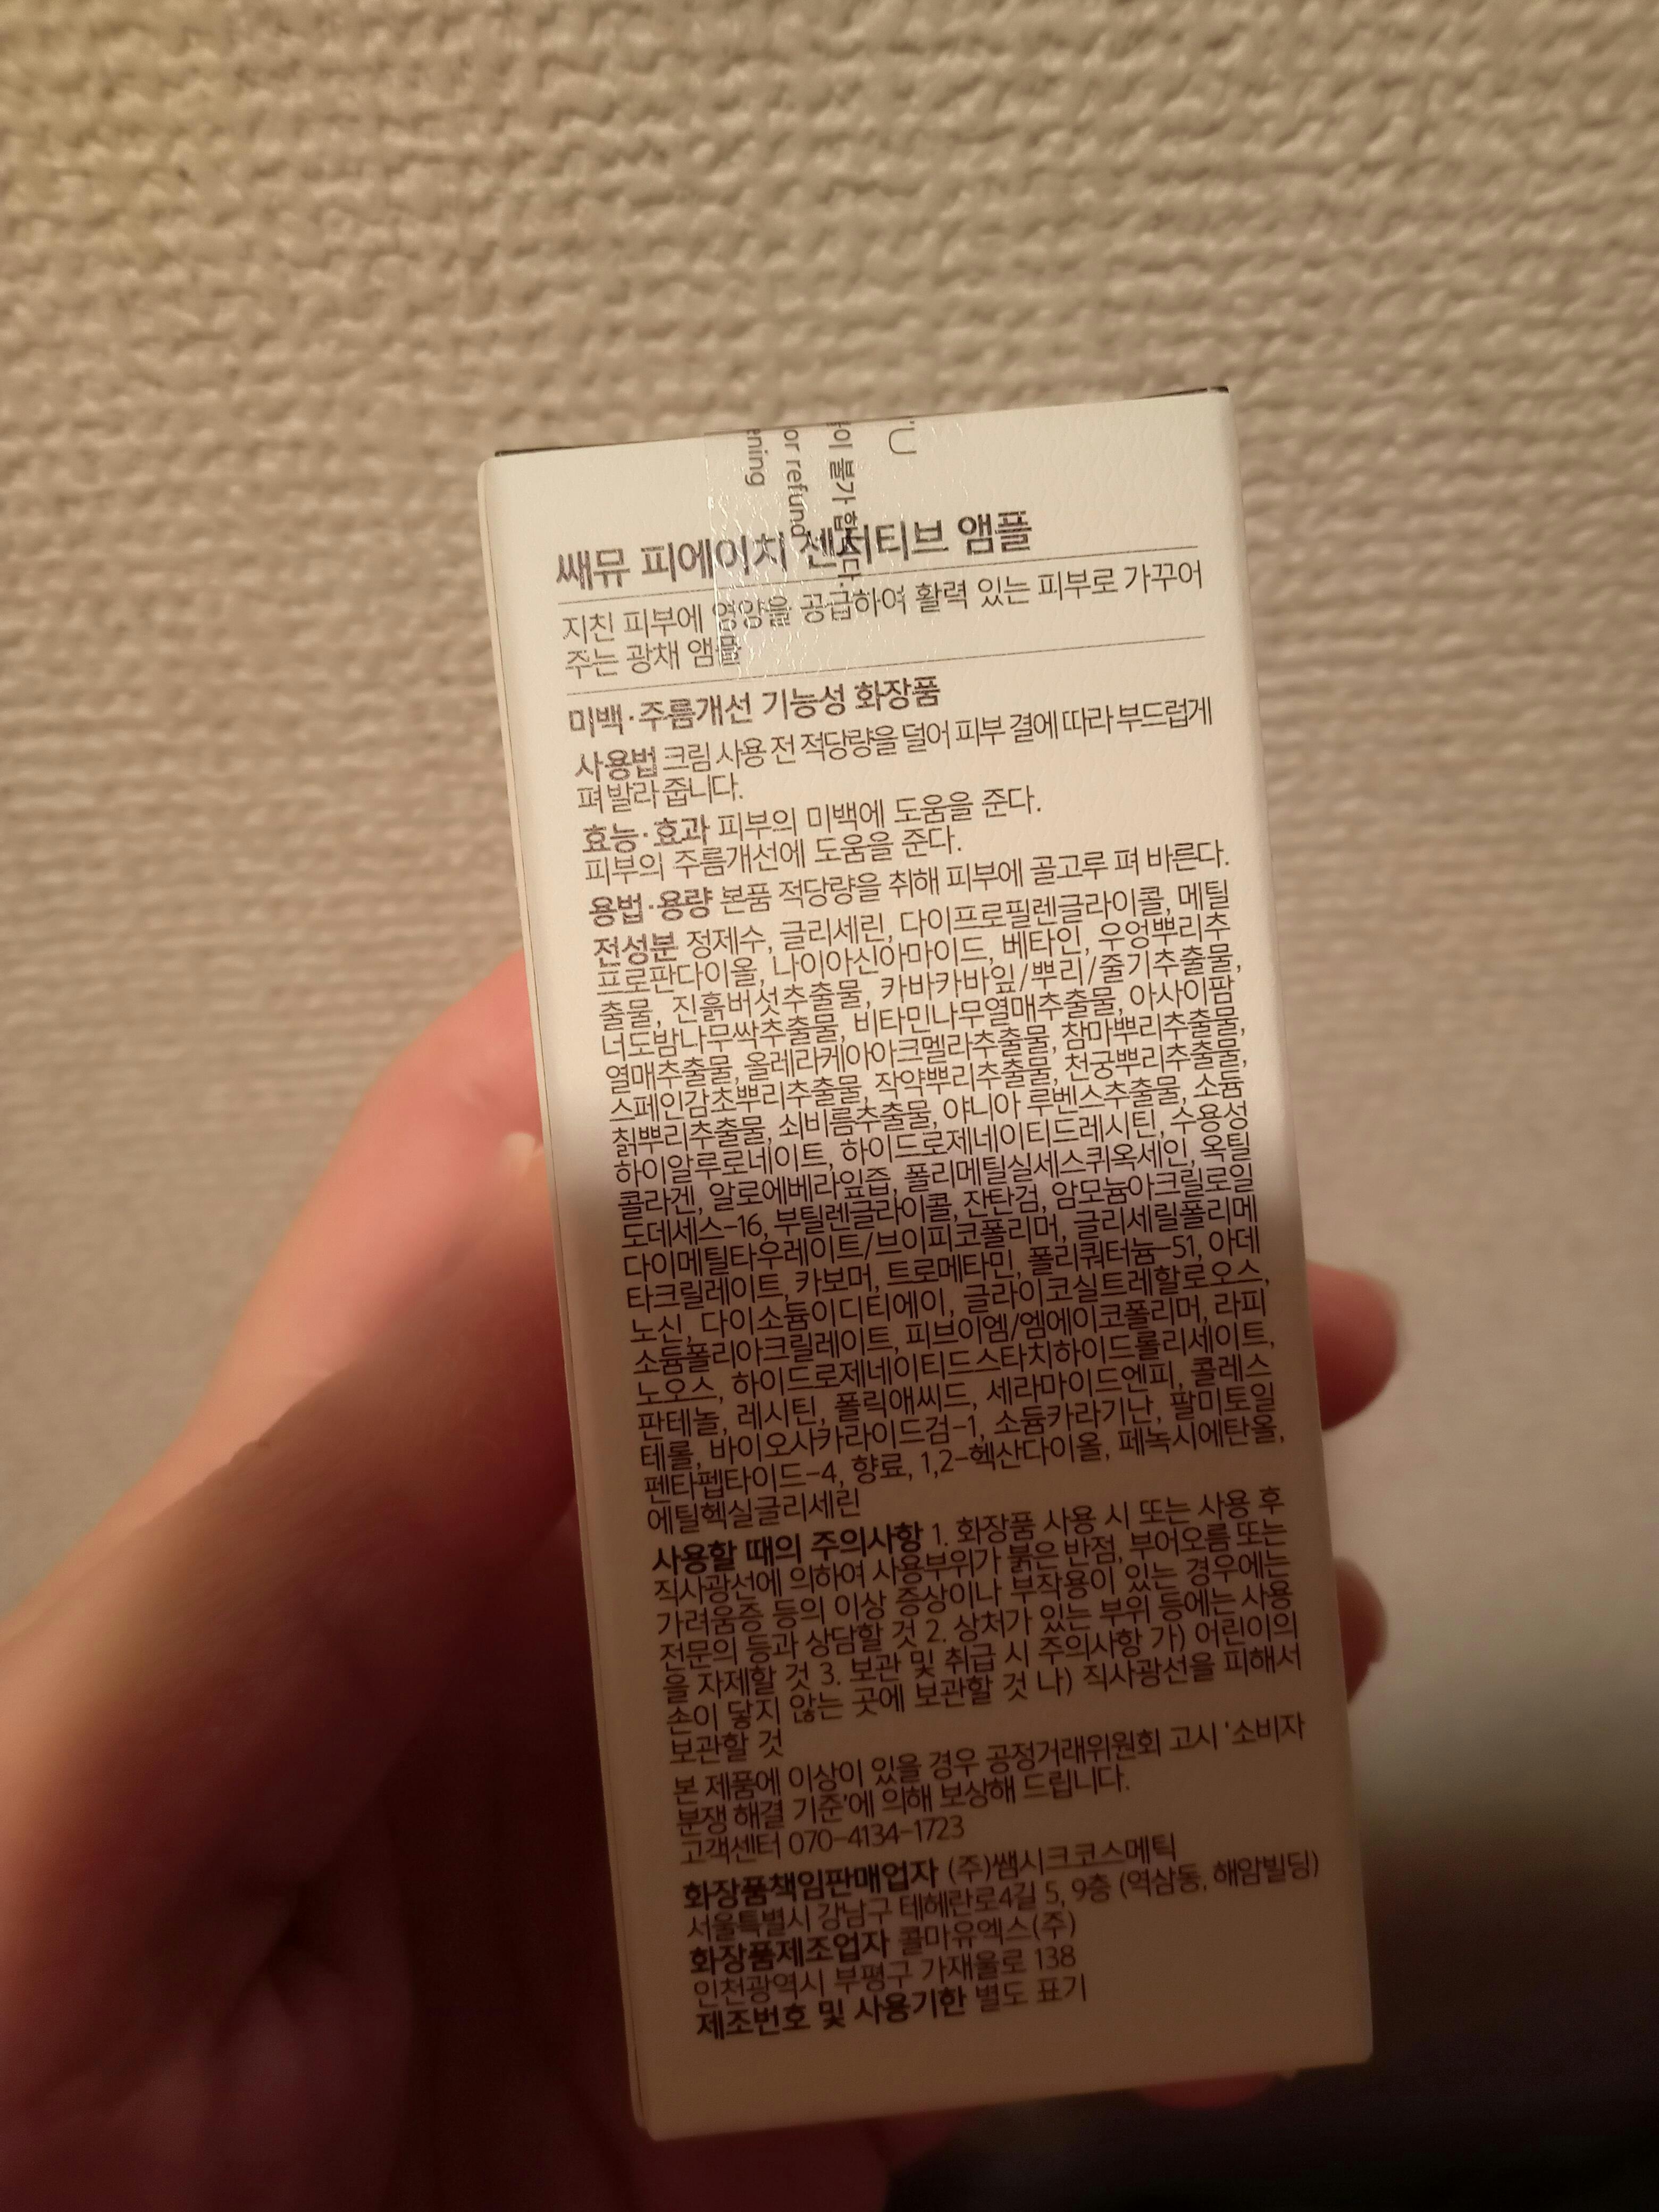 ening
or refund
이 불가 합니다.
쌔뮤 피에이치 센서티브 앰플
지친 피부에 영양을 공급하여 활력 있는 피부로 가꾸어
주는 광채 앰플
미백·주름개선 기능성 화장품
사용법 크림 사용 전 적당량을 덜어 피부 결에 따라 부드럽게
펴 발라 줍니다.
효능·효과 피부의 미백에 도움을 준다.
피부의 주름개선에 도움을 준다.
용법·용량 본품 적당량을 취해 피부에 골고루 펴 바른다.
전성분 정제수, 글리세린, 다이프로필렌글라이콜, 메틸
프로판다이올, 나이아신아마이드, 베타인, 우엉뿌리추
출물, 진흙버섯추출물, 카바카바잎/뿌리/줄기추출물,
너도밤나무싹추출물, 비타민나무열매추출물, 아사이팜
열매추출물, 올레라케아아크멜라추출물, 참마뿌리추출물,
스페인감초뿌리추출물, 작약뿌리추출물, 천궁뿌리추출물,
칡뿌리추출물, 쇠비름추출물, 야니아 루벤스추출물, 소듐
하이알루로네이트, 하이드로제네이티드레시틴, 수용성
콜라겐, 알로에베라잎즙, 폴리메틸실세스퀴옥세인, 옥틸
도데세스-16, 부틸렌글라이콜, 잔탄검, 암모늄아크릴로일
다이메틸타우레이트/브이피코폴리머, 글리세릴폴리메
타크릴레이트, 카보머, 트로메타민, 폴리쿼터늄-51, 아데
노신, 다이소듐이디티에이, 글라이코실트레할로오스,
소듐폴리아크릴레이트, 피브이엠/엠에이코폴리머, 라피
노오스, 하이드로제네이티드스타치하이드롤리세이트,
판테놀, 레시틴, 폴릭애씨드, 세라마이드엔피, 콜레스
테롤, 바이오사카라이드검-1, 소듐카라기난, 팔미토일
펜타펩타이드-4, 향료, 1,2-헥산다이올, 페녹시에탄올,
에틸헥실글리세린
사용할 때의 주의사항 1. 화장품 사용 시 또는 사용 후
직사광선에 의하여 사용부위가 붉은 반점, 부어오름 또는
가려움증 등의 이상 증상이나 부작용이 있는 경우에는
전문의 등과 상담할 것 2. 상처가 있는 부위 등에는 사용
을 자제할 것 3. 보관 및 취급 시 주의사항 가) 어린이의
손이 닿지 않는 곳에 보관할 것 나) 직사광선을 피해서
보관할 것
본 제품에 이상이 있을 경우 공정거래위원회 고시 '소비자
분쟁 해결 기준'에 의해 보상해 드립니다.
고객센터 070-4134-1723
화장품책임판매업자 (주)쌤시크코스메틱
서울특별시 강남구 테헤란로4길 5, 9층 (역삼동, 해암빌딩)
화장품제조업자 콜마유엑스(주)
인천광역시 부평구 가재울로 138
제조번호 및 사용기한 별도 표기